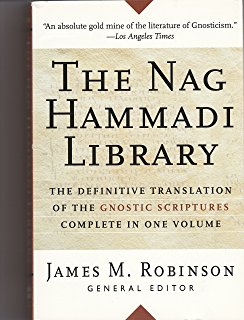 "An absolute gold mine of the literature of Gnosticism."
—Los Angeles Times
THE NAG
HAMMADI
LIBRARY
THE DEFINITIVE TRANSLATION
OF THE GNOSTIC SCRIPTURES
COMPLETE IN ONE VOLUME
JAMES M. ROBINSON
GENERAL EDITOR